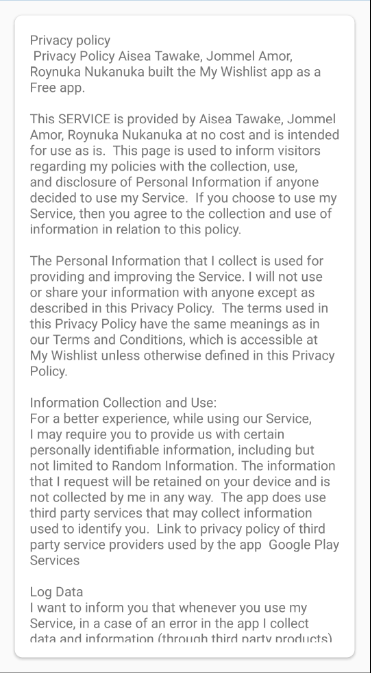 Privacy policy
Privacy Policy Aisea Tawake, Jommel Amor,
Roynuka Nukanuka built the My Wishlist app as a
Free app.
This SERVICE is provided by Aisea Tawake, Jommel
Amor, Roynuka Nukanuka at no cost and is intended
for use as is.  This page is used to inform visitors
regarding my policies with the collection, use,
and disclosure of Personal Information if anyone
decided to use my Service.  If you choose to use my
Service, then you agree to the collection and use of
information in relation to this policy.
The Personal Information that I collect is used for
providing and improving the Service. I will not use
or share your information with anyone except as
described in this Privacy Policy.  The terms used in
this Privacy Policy have the same meanings as in
our Terms and Conditions, which is accessible at
My Wishlist unless otherwise defined in this Privacy
Policy.
Information Collection and Use:
For a better experience, while using our Service,
I may require you to provide us with certain
personally identifiable information, including but
not limited to Random Information. The information
that I request will be retained on your device and is
not collected by me in any way.  The app does use
third party services that may collect information
used to identify you.  Link to privacy policy of third
party service providers used by the app  Google Play
Services
Log Data
I want to inform you that whenever you use my
Service, in a case of an error in the app I collect
data and information (through third party products)